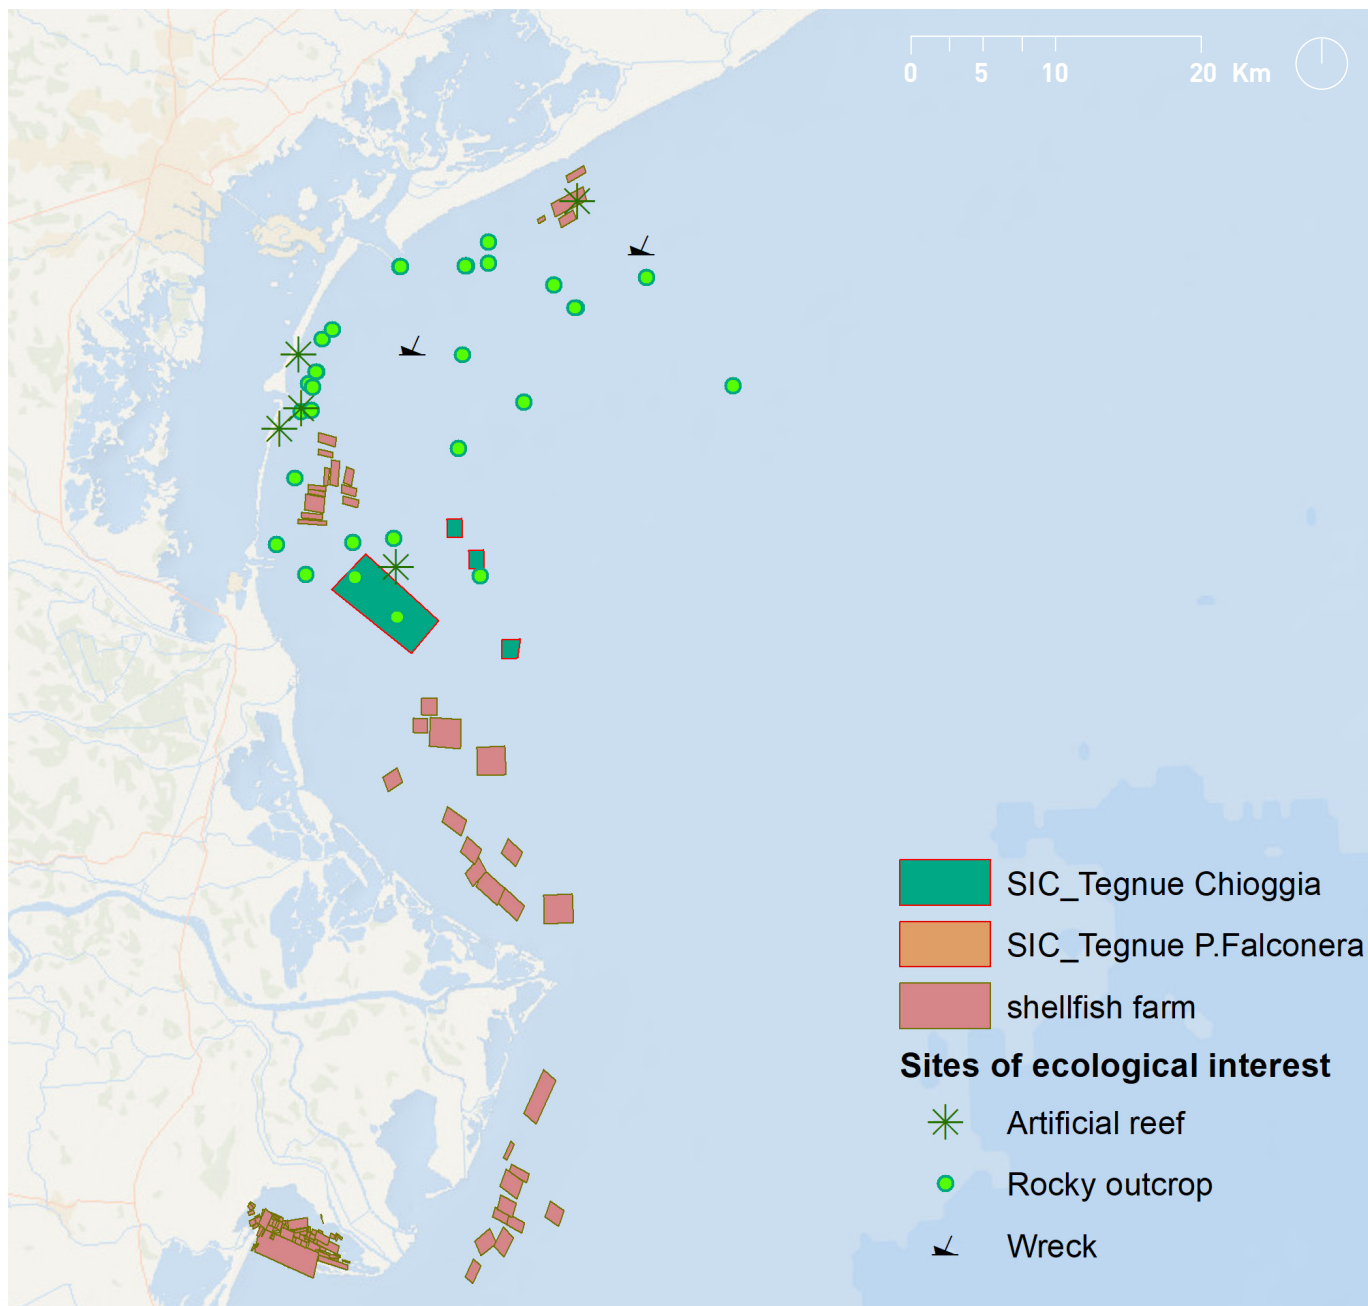 0 5 10 20 Km
SIC_Tegnue Chioggia
SIC_Tegnue P.Falconera
shellfish farm
Sites of ecological interest
Artificial reef
Rocky outcrop
Wreck